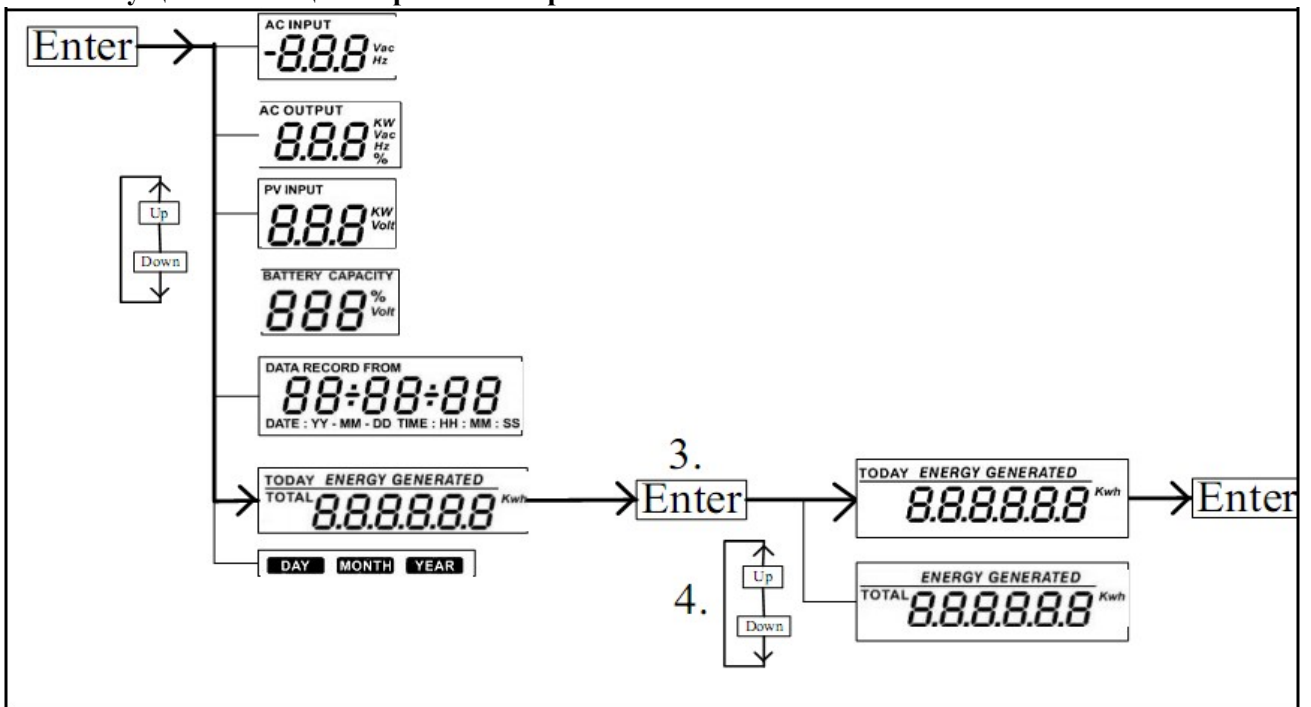 Enter
AC INPUT
-8.8.8 Vac
Hz
AC OUTPUT
8.8.8 KW
Vac
Hz
%
Up
Down
PV INPUT
8.8.8 KW
Volt
BATTERY CAPACITY
888 %
Volt
DATA RECORD FROM
88÷88÷88
DATE : YY - MM - DD TIME : HH : MM : SS
TODAY ENERGY GENERATED
TOTAL 8.8.8.8.8.8 Kwh
DAY MONTH YEAR
3.
Enter
4.
Up
Down
TODAY ENERGY GENERATED
8.8.8.8.8.8 Kwh
ENERGY GENERATED
TOTAL 8.8.8.8.8.8 Kwh
Enter